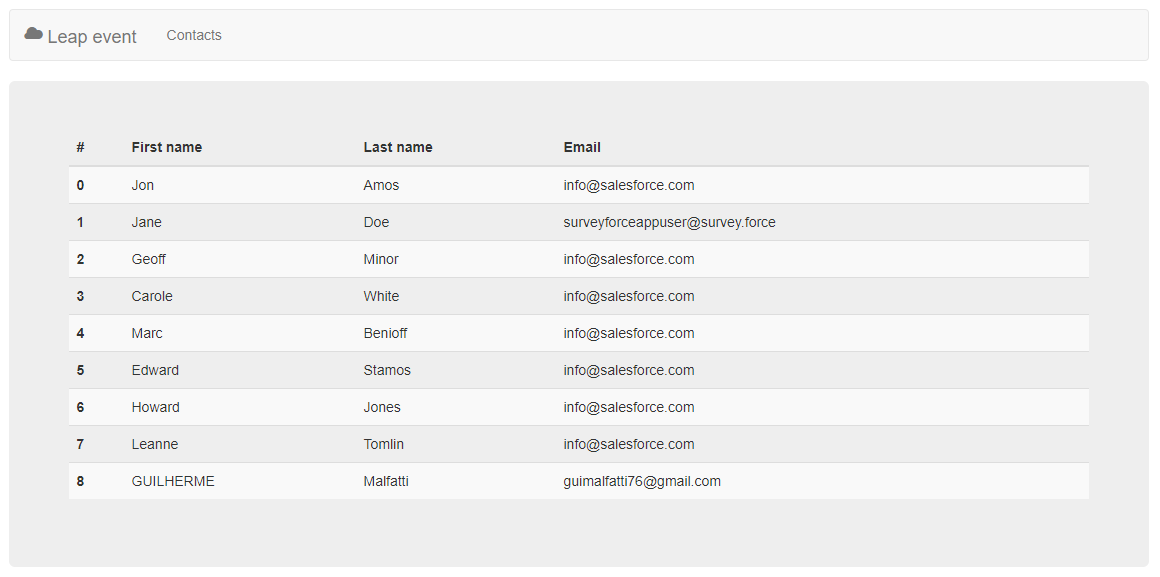 Leap event Contacts
# First name Last name Email
0 Jon Amos info@salesforce.com
1 Jane Doe surveyforceappuser@survey.force
2 Geoff Minor info@salesforce.com
3 Carole White info@salesforce.com
4 Marc Benioff info@salesforce.com
5 Edward Stamos info@salesforce.com
6 Howard Jones info@salesforce.com
7 Leanne Tomlin info@salesforce.com
8 GUILHERME Malfatti guimalfatti76@gmail.com